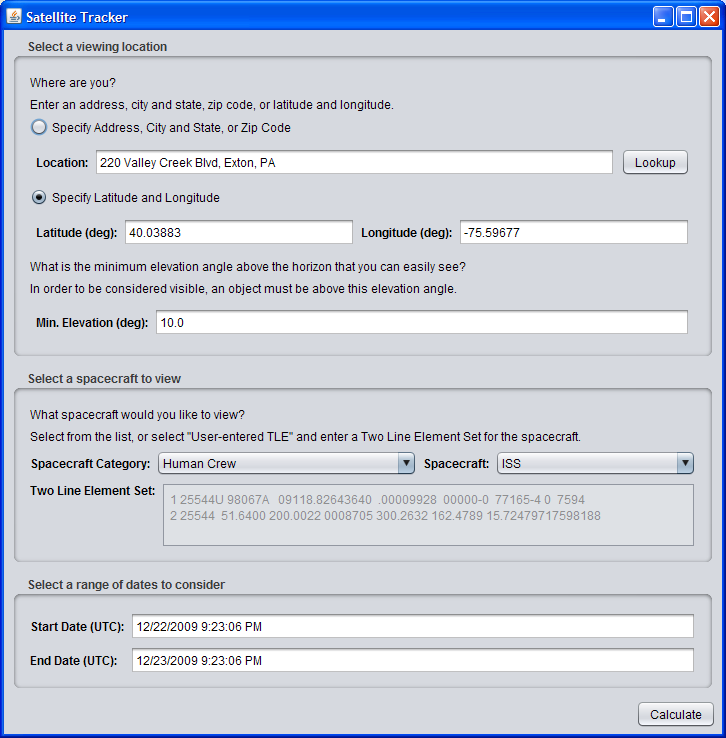 Satellite Tracker
Select a viewing location
Where are you?
Enter an address, city and state, zip code, or latitude and longitude.
Specify Address, City and State, or Zip Code
Location: 220 Valley Creek Blvd, Exton, PA Lookup
Specify Latitude and Longitude
Latitude (deg): 40.03883 Longitude (deg): -75.59677
What is the minimum elevation angle above the horizon that you can easily see?
In order to be considered visible, an object must be above this elevation angle.
Min. Elevation (deg): 10.0
Select a spacecraft to view
What spacecraft would you like to view?
Select from the list, or select "User-entered TLE" and enter a Two Line Element Set for the spacecraft.
Spacecraft Category: Human Crew Spacecraft: ISS
Two Line Element Set: 1 25544U 98067A   09118.82643640  .00009928  00000-0  77165-4 0  7594
2 25544  51.6400 200.0022 0008705 300.2632 162.4789 15.72479717598188
Select a range of dates to consider
Start Date (UTC): 12/22/2009 9:23:06 PM
End Date (UTC): 12/23/2009 9:23:06 PM
Calculate